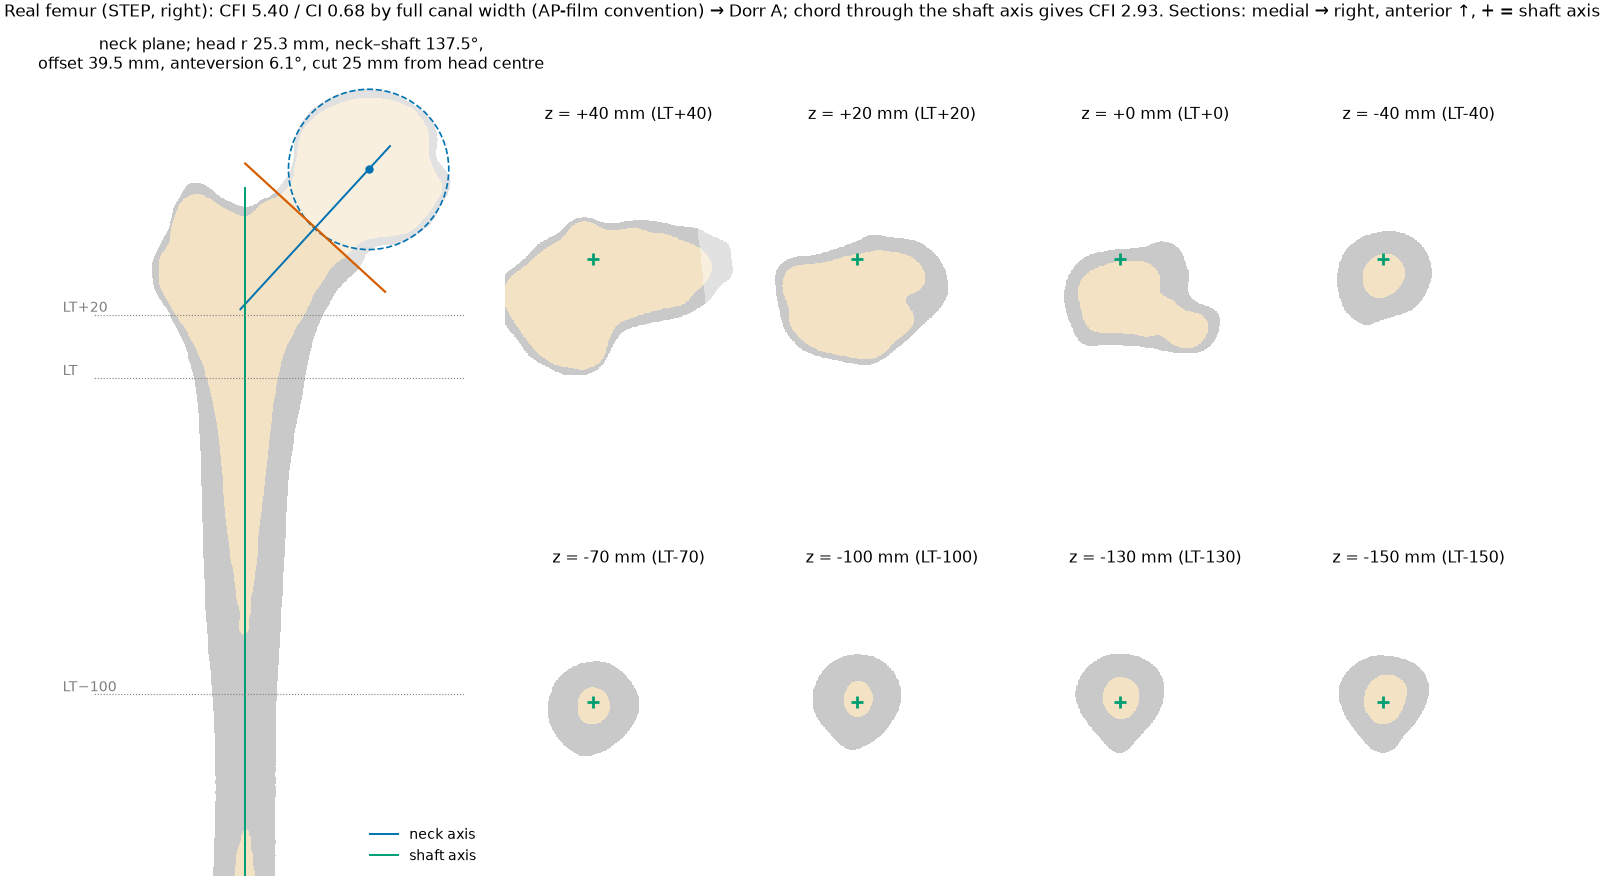 Real femur (STEP, right): CFI 5.40 / CI 0.68 by full canal width (AP-film convention) → Dorr A; chord through the shaft axis gives CFI 2.93. Sections: medial → right, anterior ↑, + = shaft axis
neck plane; head r 25.3 mm, neck–shaft 137.5°,
offset 39.5 mm, anteversion 6.1°, cut 25 mm from head centre
z = +40 mm (LT+40)
z = +20 mm (LT+20)
z = +0 mm (LT+0)
z = -40 mm (LT-40)
LT+20
LT
z = -70 mm (LT-70)
z = -100 mm (LT-100)
z = -130 mm (LT-130)
z = -150 mm (LT-150)
LT−100
neck axis
shaft axis